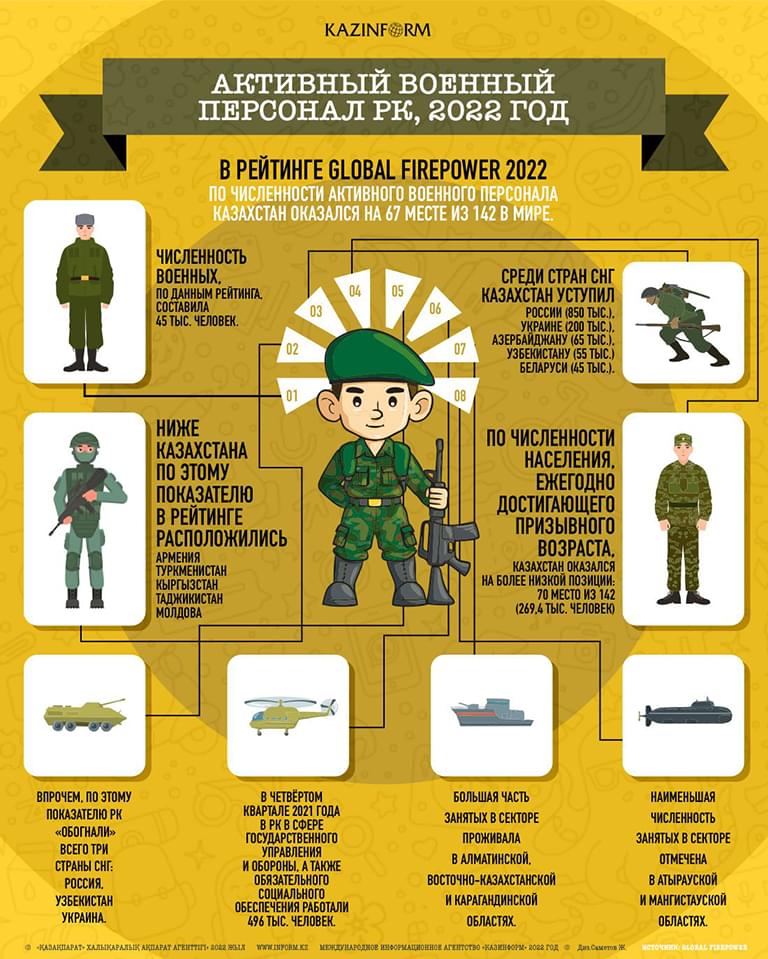 KAZINFORM
АКТИВНЫЙ ВОЕННЫЙ
ПЕРСОНАЛ РК, 2022 ГОД
В РЕЙТИНГЕ GLOBAL FIREPOWER 2022
ПО ЧИСЛЕННОСТИ АКТИВНОГО ВОЕННОГО ПЕРСОНАЛА
КАЗАХСТАН ОКАЗАЛСЯ НА 67 МЕСТЕ ИЗ 142 В МИРЕ.
ЧИСЛЕННОСТЬ
ВОЕННЫХ,
ПО ДАННЫМ РЕЙТИНГА,
СОСТАВИЛА
45 ТЫС. ЧЕЛОВЕК.
01
02
03
04
05
06
07
08
СРЕДИ СТРАН СНГ
КАЗАХСТАН УСТУПИЛ
РОССИИ (850 ТЫС.),
УКРАИНЕ (200 ТЫС.),
АЗЕРБАЙДЖАНУ (65 ТЫС.),
УЗБЕКИСТАНУ (55 ТЫС.)
БЕЛАРУСИ (45 ТЫС.).
НИЖЕ
КАЗАХСТАНА
ПО ЭТОМУ
ПОКАЗАТЕЛЮ
В РЕЙТИНГЕ
РАСПОЛОЖИЛИСЬ
АРМЕНИЯ
ТУРКМЕНИСТАН
КЫРГЫЗСТАН
ТАДЖИКИСТАН
МОЛДОВА
ПО ЧИСЛЕННОСТИ
НАСЕЛЕНИЯ,
ЕЖЕГОДНО
ДОСТИГАЮЩЕГО
ПРИЗЫВНОГО
ВОЗРАСТА,
КАЗАХСТАН ОКАЗАЛСЯ
НА БОЛЕЕ НИЗКОЙ ПОЗИЦИИ:
70 МЕСТО ИЗ 142
(269,4 ТЫС. ЧЕЛОВЕК)
ВПРОЧЕМ, ПО ЭТОМУ
ПОКАЗАТЕЛЮ РК
«ОБОГНАЛИ»
ВСЕГО ТРИ
СТРАНЫ СНГ:
РОССИЯ,
УЗБЕКИСТАН
УКРАИНА.
В ЧЕТВЁРТОМ
КВАРТАЛЕ 2021 ГОДА
В РК В СФЕРЕ
ГОСУДАРСТВЕННОГО
УПРАВЛЕНИЯ
И ОБОРОНЫ, А ТАКЖЕ
ОБЯЗАТЕЛЬНОГО
СОЦИАЛЬНОГО
ОБЕСПЕЧЕНИЯ РАБОТАЛИ
496 ТЫС. ЧЕЛОВЕК.
БОЛЬШАЯ ЧАСТЬ
ЗАНЯТЫХ В СЕКТОРЕ
ПРОЖИВАЛА
В АЛМАТИНСКОЙ,
ВОСТОЧНО-КАЗАХСТАНСКОЙ
И КАРАГАНДИНСКОЙ
ОБЛАСТЯХ.
НАИМЕНЬШАЯ
ЧИСЛЕННОСТЬ
ЗАНЯТЫХ В СЕКТОРЕ
ОТМЕЧЕНА
В АТЫРАУСКОЙ
И МАНГИСТАУСКОЙ
ОБЛАСТЯХ.
© «ҚАЗАҚПАРАТ» ХАЛЫҚАРАЛЫҚ АҚПАРАТ АГЕНТТІГІ» 2022 ЖЫЛ WWW.INFORM.KZ МЕЖДУНАРОДНОЕ ИНФОРМАЦИОННОЕ АГЕНТСТВО «КАЗИНФОРМ» 2022 ГОД © Диз.Саметов Ж. ИСТОЧНИК: GLOBAL FIREPOWER